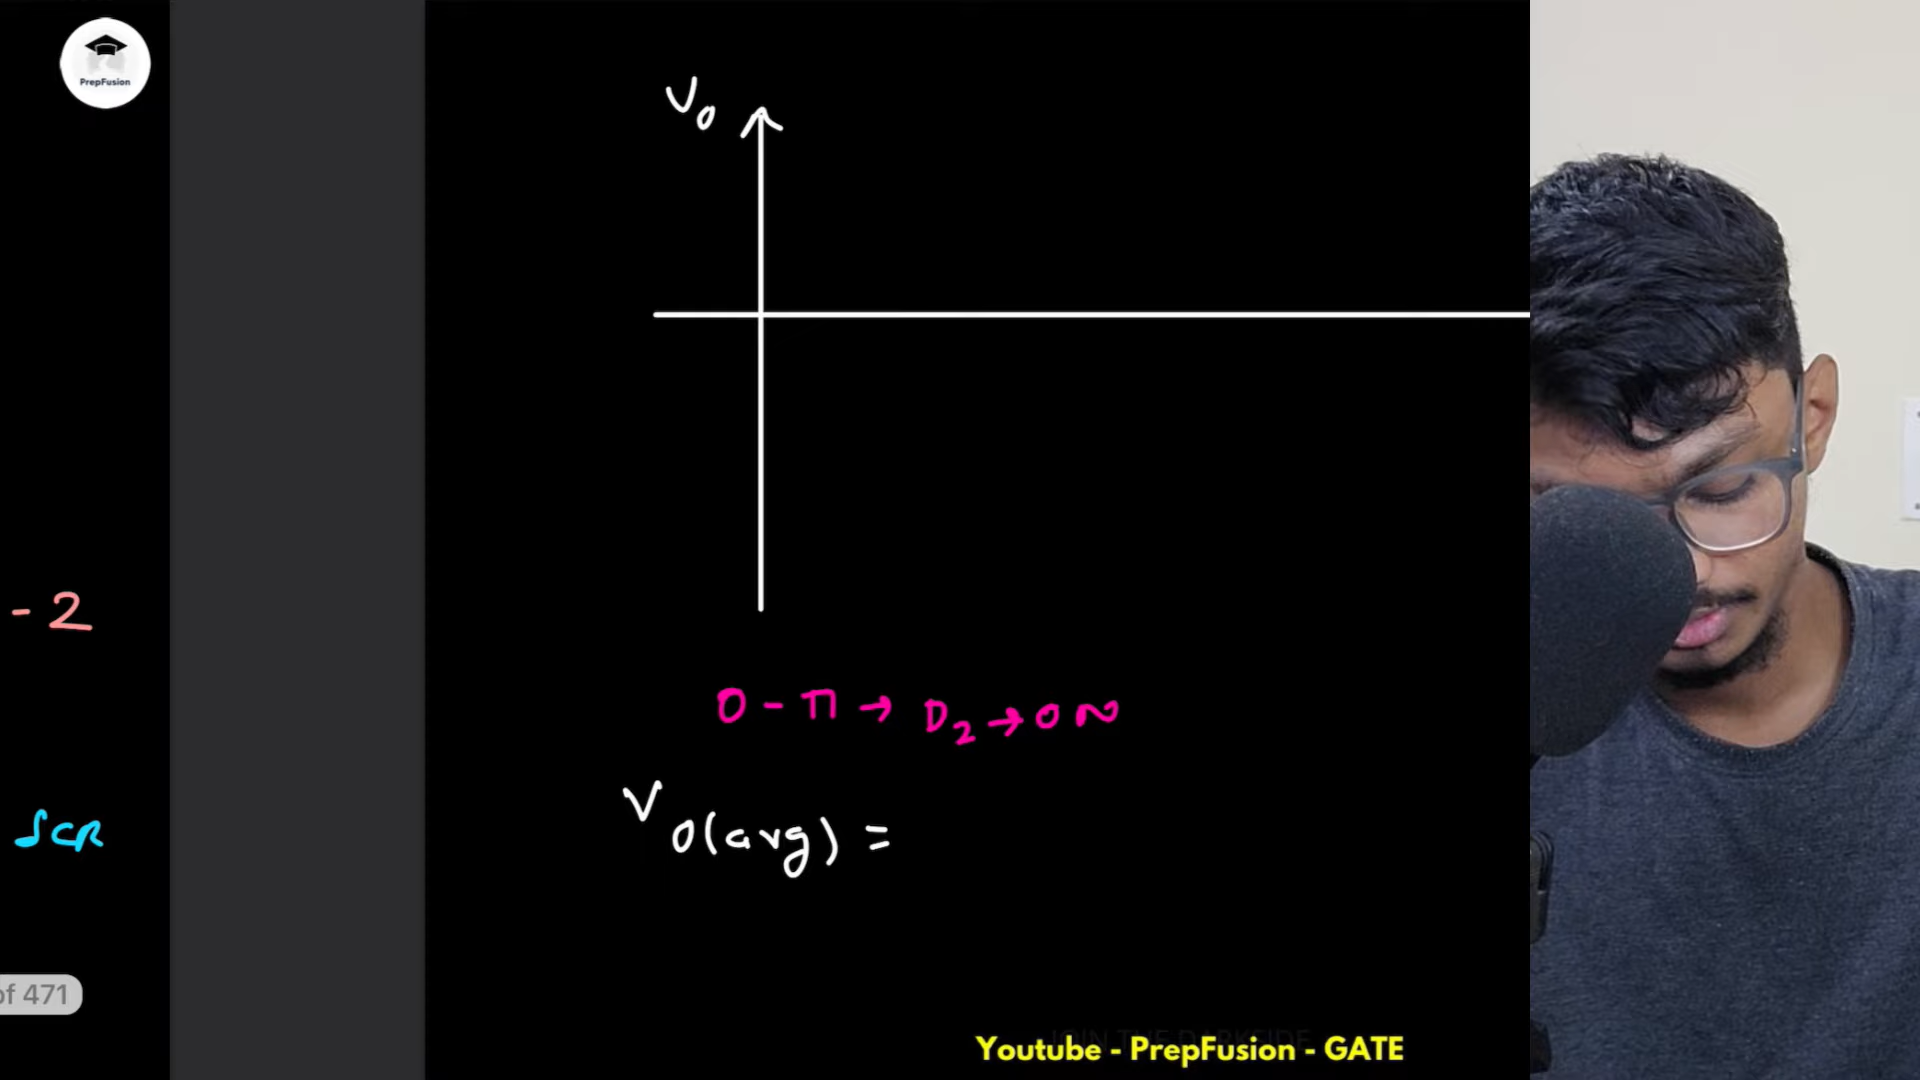 PrepFusion
V₀
- 2
0 - π → D₂ → ON
SCR
V₀(avg) =
of 471
Youtube - PrepFusion - GATE